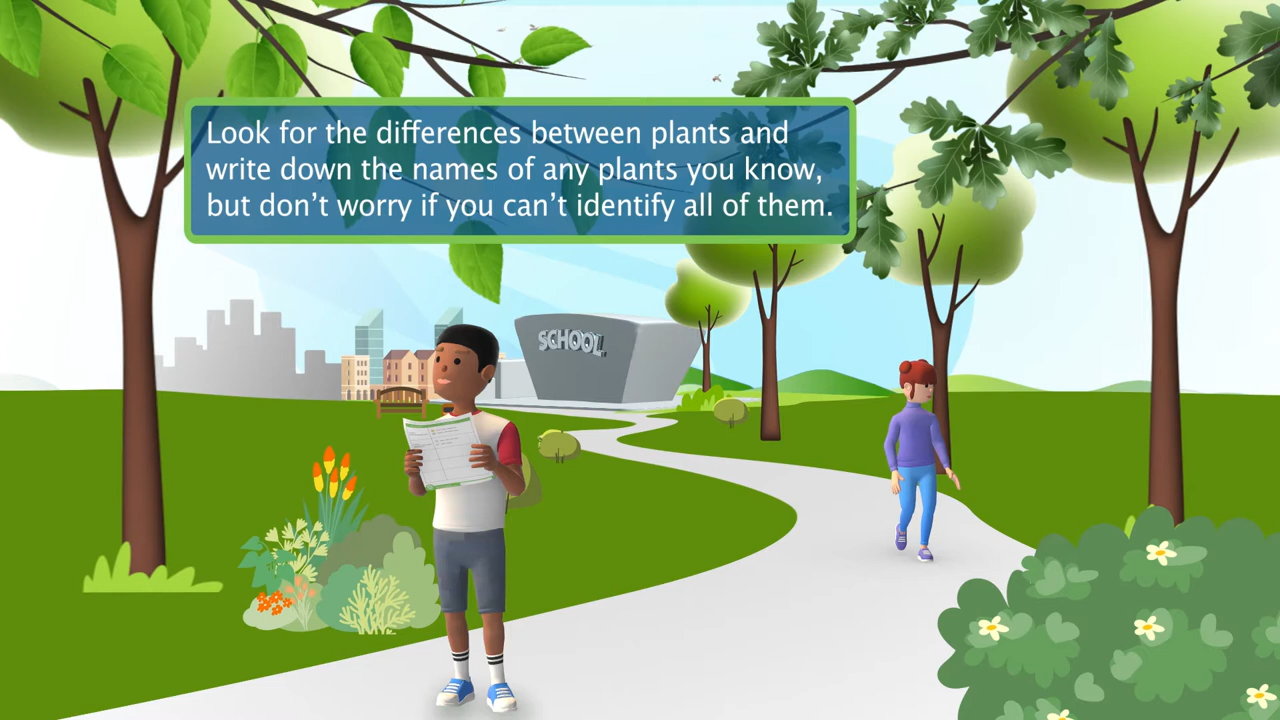 Look for the differences between plants and
write down the names of any plants you know,
but don’t worry if you can’t identify all of them.
SCHOOL